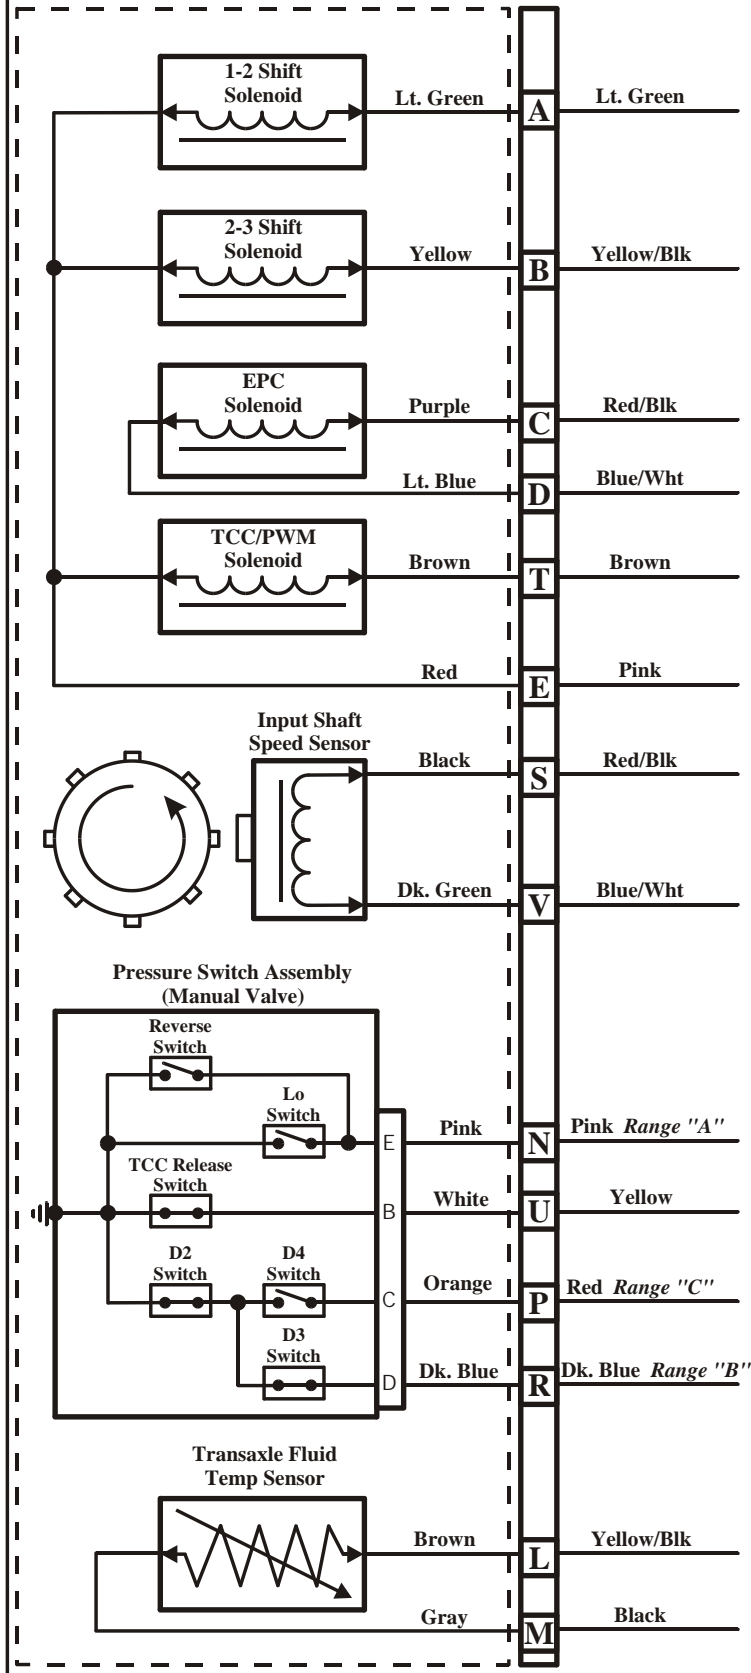 1-2 Shift
Solenoid
Lt. Green
A
Lt. Green
2-3 Shift
Solenoid
Yellow
B
Yellow/Blk
EPC
Solenoid
Purple
C
Red/Blk
Lt. Blue
D
Blue/Wht
TCC/PWM
Solenoid
Brown
T
Brown
Red
E
Pink
Input Shaft
Speed Sensor
Black
S
Red/Blk
Dk. Green
V
Blue/Wht
Pressure Switch Assembly
(Manual Valve)
Reverse
Switch
Lo
Switch
E
Pink
N
Pink Range "A"
TCC Release
Switch
B
White
U
Yellow
D2
Switch
D4
Switch
C
Orange
P
Red Range "C"
D3
Switch
D
Dk. Blue
R
Dk. Blue Range "B"
Transaxle Fluid
Temp Sensor
Brown
L
Yellow/Blk
Gray
M
Black